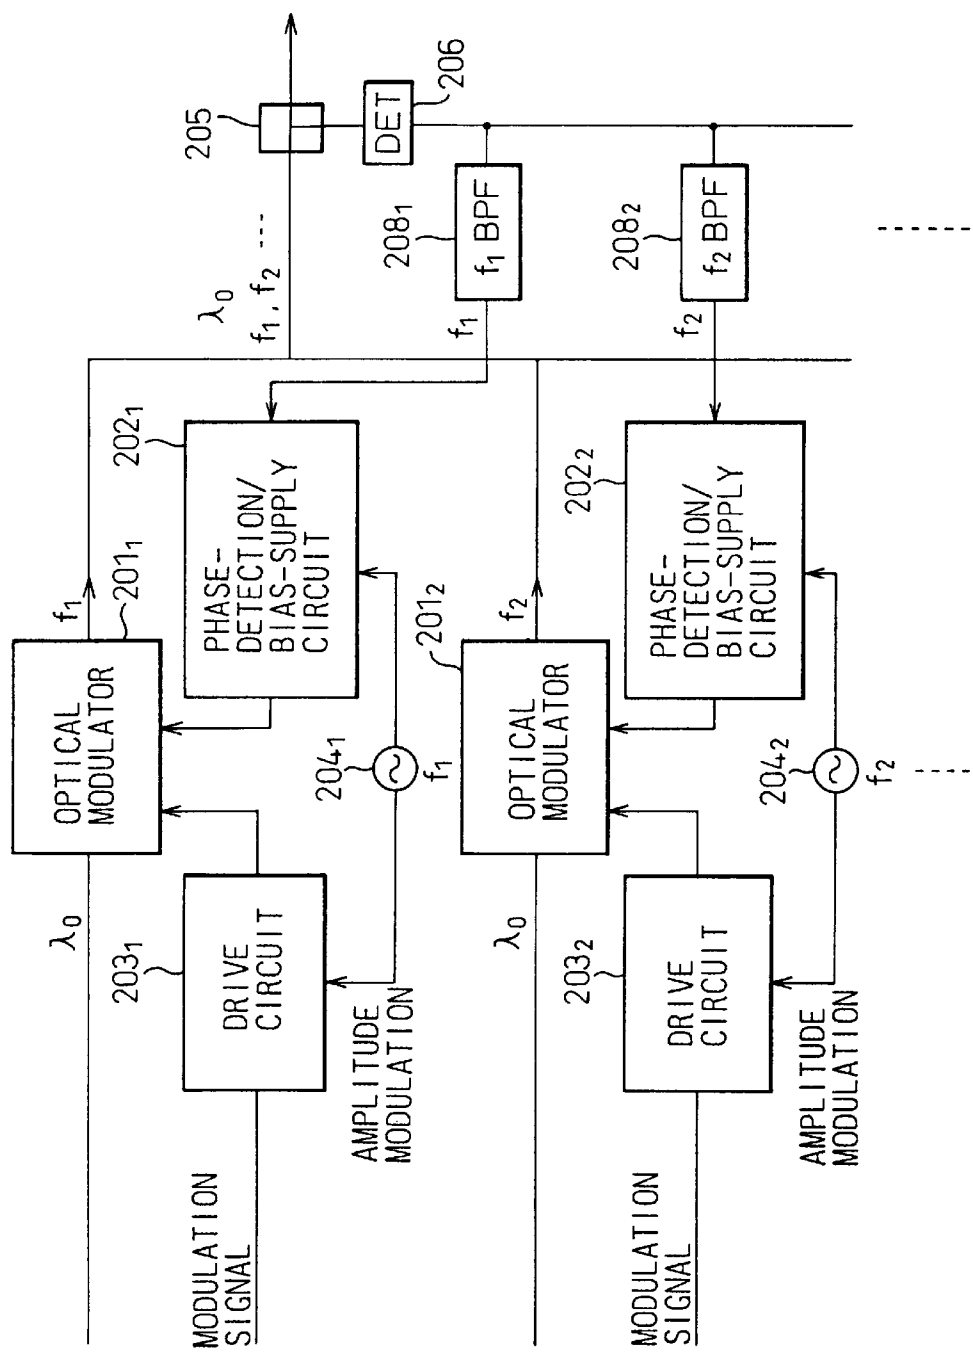 λ0
MODULATION
SIGNAL
203₁
DRIVE
CIRCUIT
AMPLITUDE
MODULATION
OPTICAL
MODULATOR
201₁
f₁
204₁
f₁
202₁
PHASE-
DETECTION/
BIAS-SUPPLY
CIRCUIT
λ0
f₁, f₂ ---
205
DET
206
208₁
f₁ BPF
f₁
λ0
MODULATION
SIGNAL
203₂
DRIVE
CIRCUIT
AMPLITUDE
MODULATION
OPTICAL
MODULATOR
201₂
f₂
204₂
f₂
202₂
PHASE-
DETECTION/
BIAS-SUPPLY
CIRCUIT
208₂
f₂ BPF
f₂